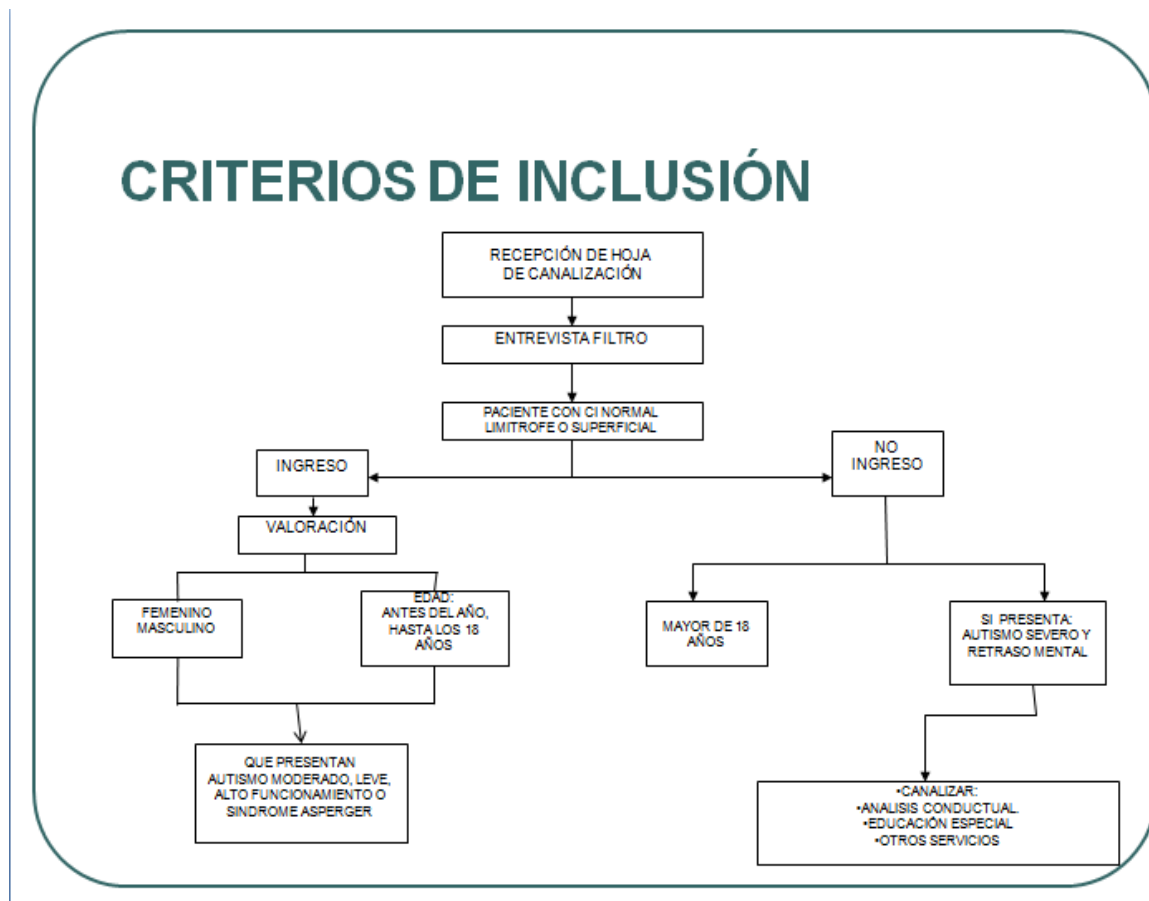 CRITERIOS DE INCLUSIÓN
RECEPCIÓN DE HOJA
DE CANALIZACIÓN
ENTREVISTA FILTRO
PACIENTE CON CI NORMAL
LIMITROFE O SUPERFICIAL
INGRESO
NO
INGRESO
VALORACIÓN
FEMENINO
MASCULINO
EDAD:
ANTES DEL AÑO,
HASTA LOS 18
AÑOS
MAYOR DE 18
AÑOS
SI PRESENTA:
AUTISMO SEVERO Y
RETRASO MENTAL
QUE PRESENTAN
AUTISMO MODERADO, LEVE,
ALTO FUNCIONAMIENTO O
SINDROME ASPERGER
•CANALIZAR:
•ANALISIS CONDUCTUAL.
•EDUCACIÓN ESPECIAL
•OTROS SERVICIOS